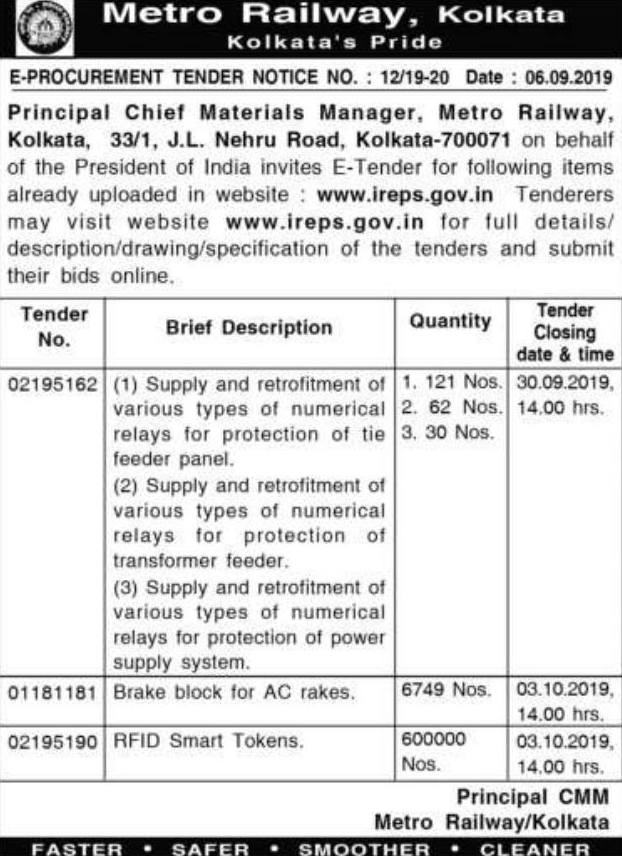 Metro Railway, Kolkata
Kolkata's Pride
E-PROCUREMENT TENDER NOTICE NO. : 12/19-20 Date : 06.09.2019
Principal Chief Materials Manager, Metro Railway,
Kolkata, 33/1, J.L. Nehru Road, Kolkata-700071 on behalf
of the President of India invites E-Tender for following items
already uploaded in website : www.ireps.gov.in Tenderers
may visit website www.ireps.gov.in for full details/
description/drawing/specification of the tenders and submit
their bids online.
Tender No.
Brief Description
Quantity
Tender Closing date & time
02195162
(1) Supply and retrofitment of
various types of numerical
relays for protection of tie
feeder panel.
(2) Supply and retrofitment of
various types of numerical
relays for protection of
transformer feeder.
(3) Supply and retrofitment of
various types of numerical
relays for protection of power
supply system.
1. 121 Nos.
2. 62 Nos.
3. 30 Nos.
30.09.2019,
14.00 hrs.
01181181
Brake block for AC rakes.
6749 Nos.
03.10.2019,
14.00 hrs.
02195190
RFID Smart Tokens.
600000
Nos.
03.10.2019,
14.00 hrs.
Principal CMM
Metro Railway/Kolkata
FASTER • SAFER • SMOOTHER • CLEANER